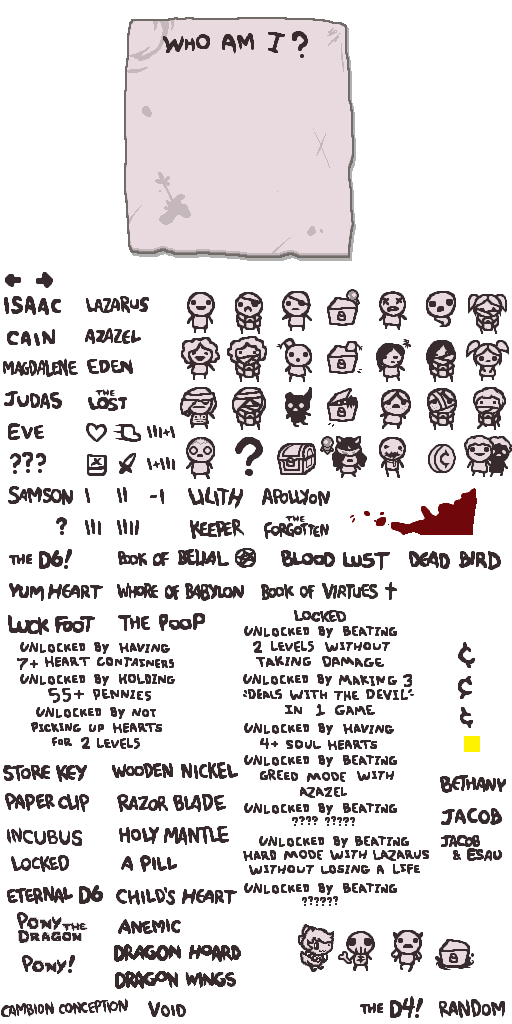 WHO AM I?
ISAAC LAZARUS
CAIN AZAZEL
MAGDALENE EDEN
JUDAS THE LOST
EVE III+I
??? I+III
SAMSON I II -I LILITH APOLLYON
? III IIII KEEPER THE FORGOTTEN
THE D6! BOOK OF BELIAL BLOOD LUST DEAD BIRD
YUM HEART WHORE OF BABYLON BOOK OF VIRTUES
LUCK FOOT THE POOP
UNLOCKED BY HAVING
7+ HEART CONTAINERS
UNLOCKED BY HOLDING
55+ PENNIES
UNLOCKED BY NOT
PICKING UP HEARTS
FOR 2 LEVELS
LOCKED
UNLOCKED BY BEATING
2 LEVELS WITHOUT
TAKING DAMAGE
UNLOCKED BY MAKING 3
"DEALS WITH THE DEVIL"
IN 1 GAME
UNLOCKED BY HAVING
4+ SOUL HEARTS
UNLOCKED BY BEATING
GREED MODE WITH
AZAZEL
UNLOCKED BY BEATING
???? ?????
UNLOCKED BY BEATING
HARD MODE WITH LAZARUS
WITHOUT LOSING A LIFE
UNLOCKED BY BEATING
??????
¢
¢
¢
¢
BETHANY
JACOB
JACOB
& ESAU
STORE KEY WOODEN NICKEL
PAPER CLIP RAZOR BLADE
INCUBUS HOLY MANTLE
LOCKED A PILL
ETERNAL D6 CHILD'S HEART
PONY THE DRAGON ANEMIC
PONY! DRAGON HOARD
DRAGON WINGS
CAMBION CONCEPTION VOID THE D4! RANDOM